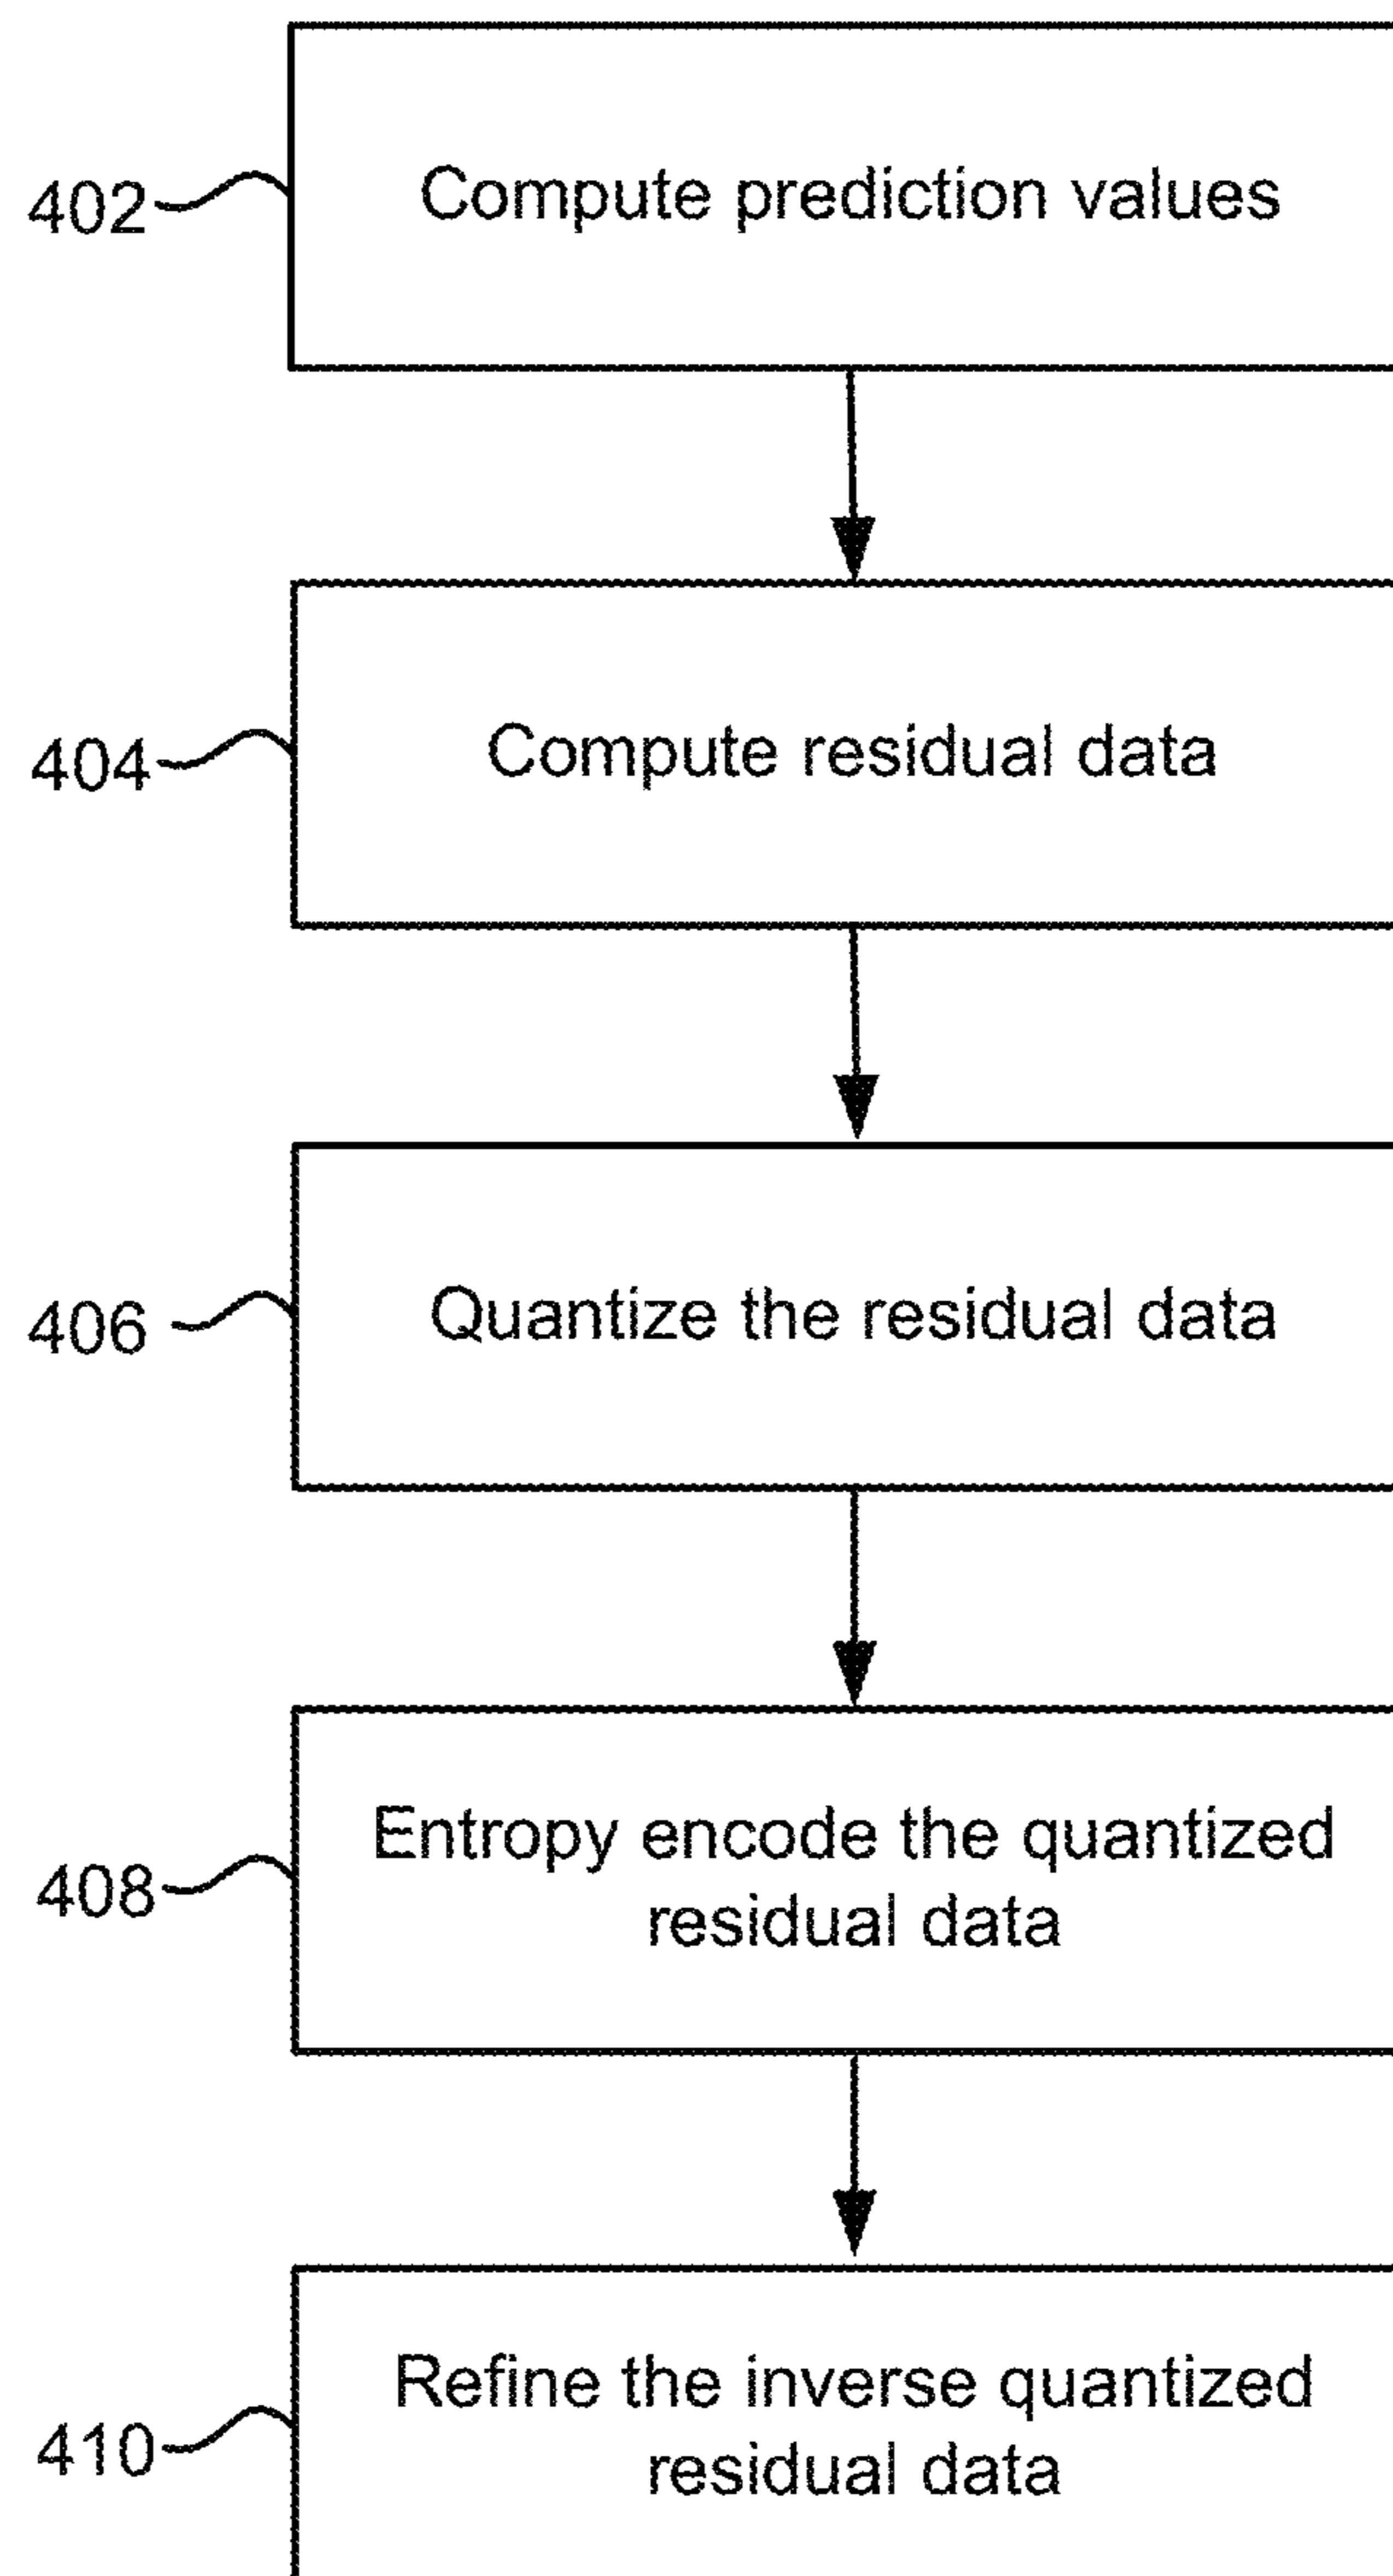 402
Compute prediction values
404
Compute residual data
406
Quantize the residual data
408
Entropy encode the quantized
residual data
410
Refine the inverse quantized
residual data